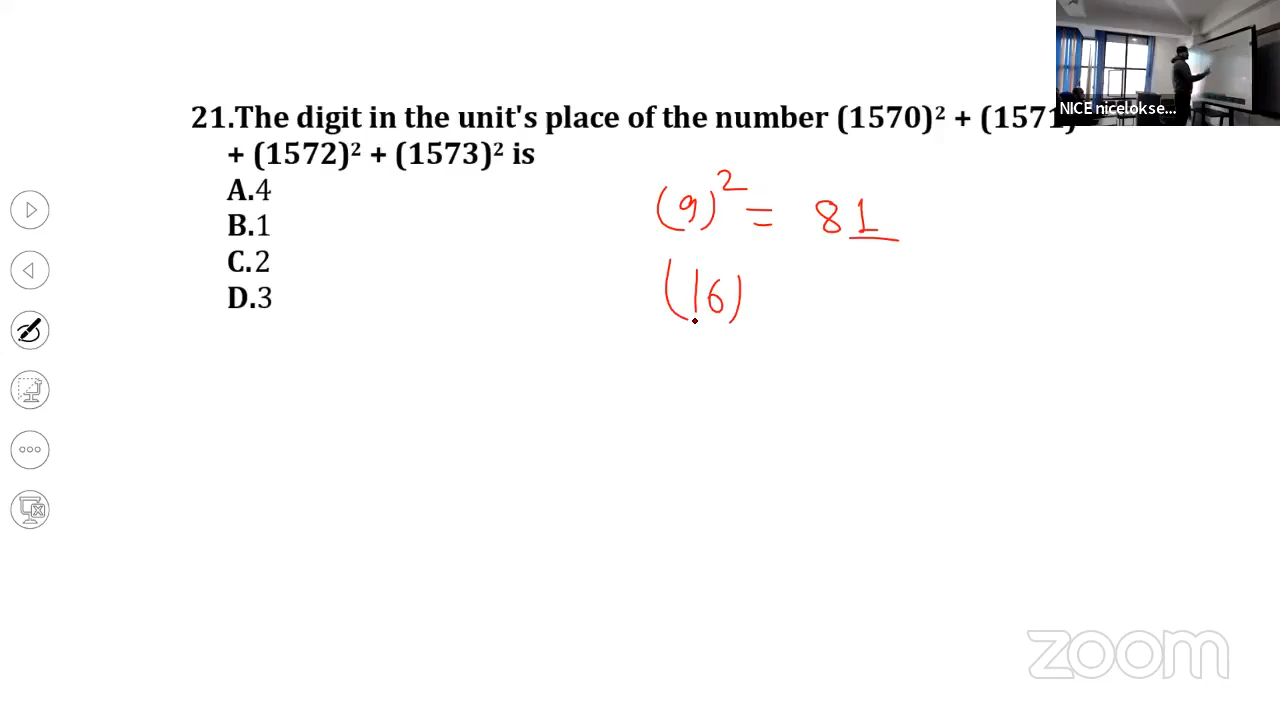 21.The digit in the unit's place of the number (1570)² + (1571)
+ (1572)² + (1573)² is
A.4
B.1
C.2
D.3
(9)² = 81
(16)
NICE nicelokse...
zoom